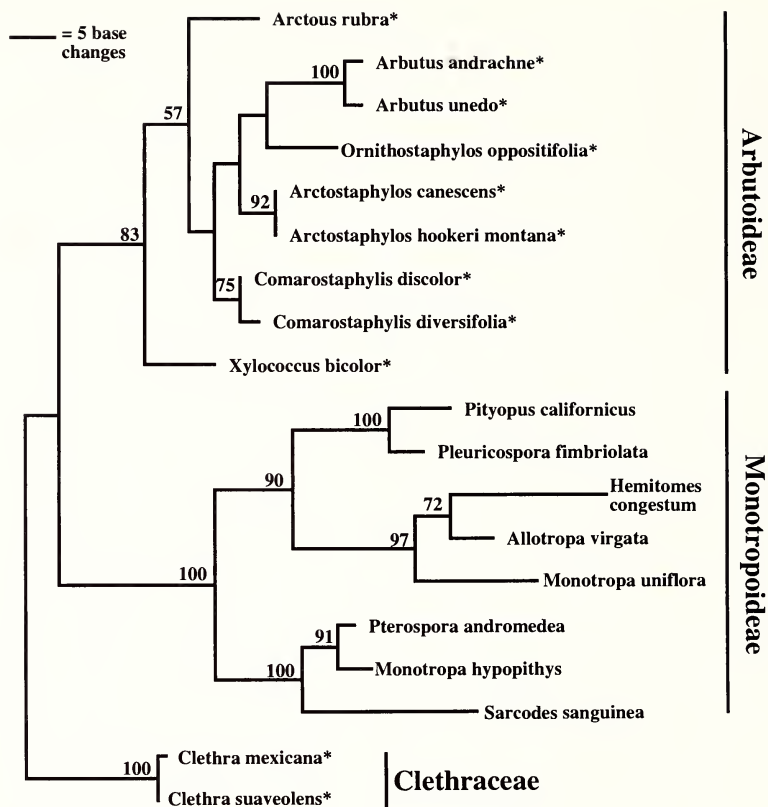 = 5 base
changes
Arctous rubra*
100
Arbutus andrachne*
57
Arbutus unedo*
Ornithostaphylos oppositifolia*
92
Arctostaphylos canescens*
Arctostaphylos hookeri montana*
83
75
Comarostaphylis discolor*
Comarostaphylis diversifolia*
Xylococcus bicolor*
Arbutoideae
Pityopus californicus
100
Pleuricospora fimbriolata
90
Hemitomes
congestum
72
Allotropa virgata
97
Monotropa uniflora
100
Pterospora andromedea
91
Monotropa hypopithys
100
Sarcodes sanguinea
Monotropoideae
Clethra mexicana*
100
Clethra suaveolens*
Clethraceae